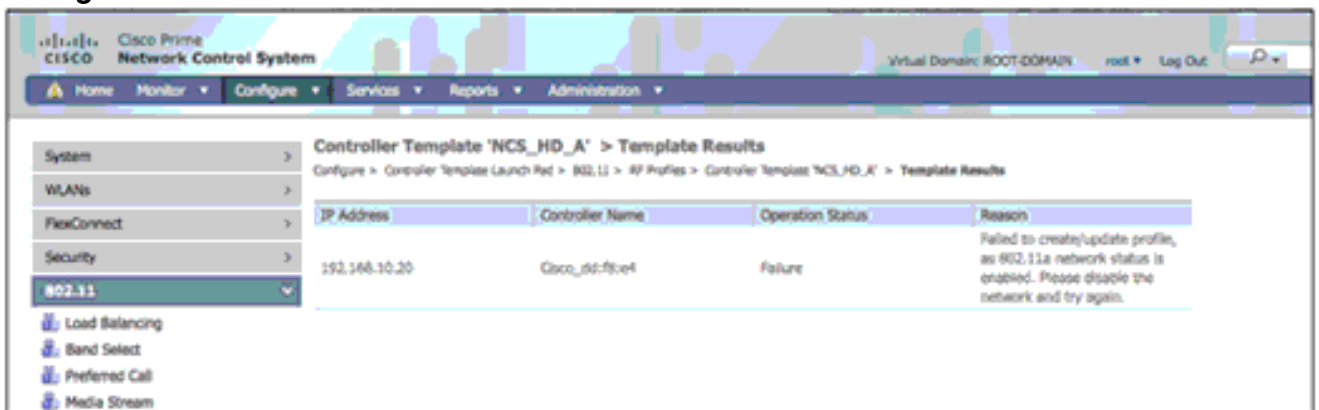 Cisco Prime
CISCO Network Control System
Virtual Domain: ROOT-DOMAIN root Log Out
Home Monitor Configure Services Reports Administration
System
WLANs
FlexConnect
Security
802.11
Load Balancing
Band Select
Preferred Call
Media Stream
Controller Template 'NCS_HD_A' > Template Results
Configure > Controller Template Launch Pad > 802.11 > RF Profiles > Controller Template 'NCS_HD_A' > Template Results
IP Address Controller Name Operation Status Reason
192.168.10.20 Cisco_dd:f8:e4 Failure
Failed to create/update profile,
as 802.11a network status is
enabled. Please disable the
network and try again.